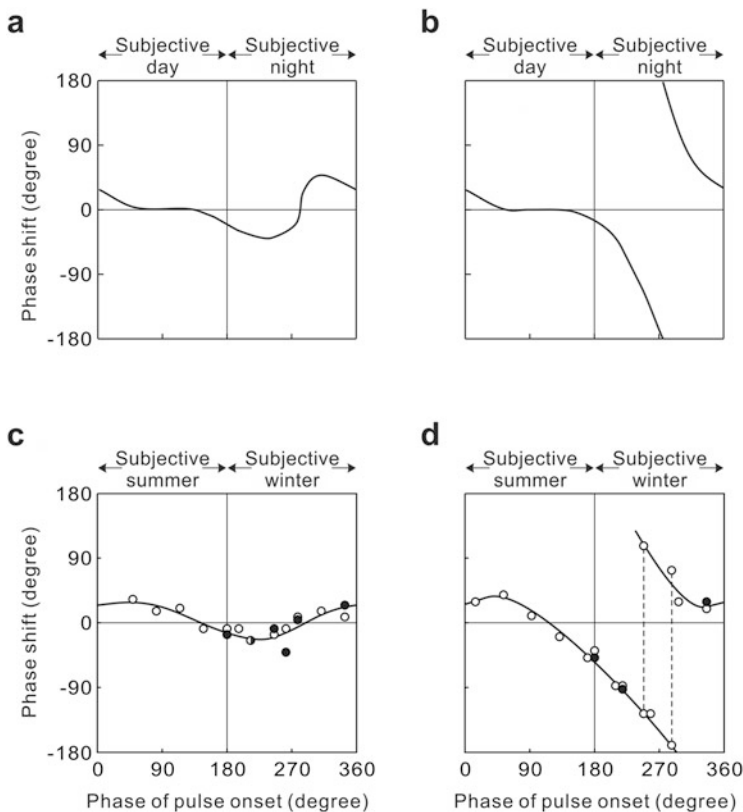 a
Subjective
day
Subjective
night
180
90
0
-90
-180
Phase shift (degree)
b
Subjective
day
Subjective
night
c
Subjective
summer
Subjective
winter
180
90
0
-90
-180
Phase shift (degree)
0 90 180 270 360
Phase of pulse onset (degree)
d
Subjective
summer
Subjective
winter
0 90 180 270 360
Phase of pulse onset (degree)